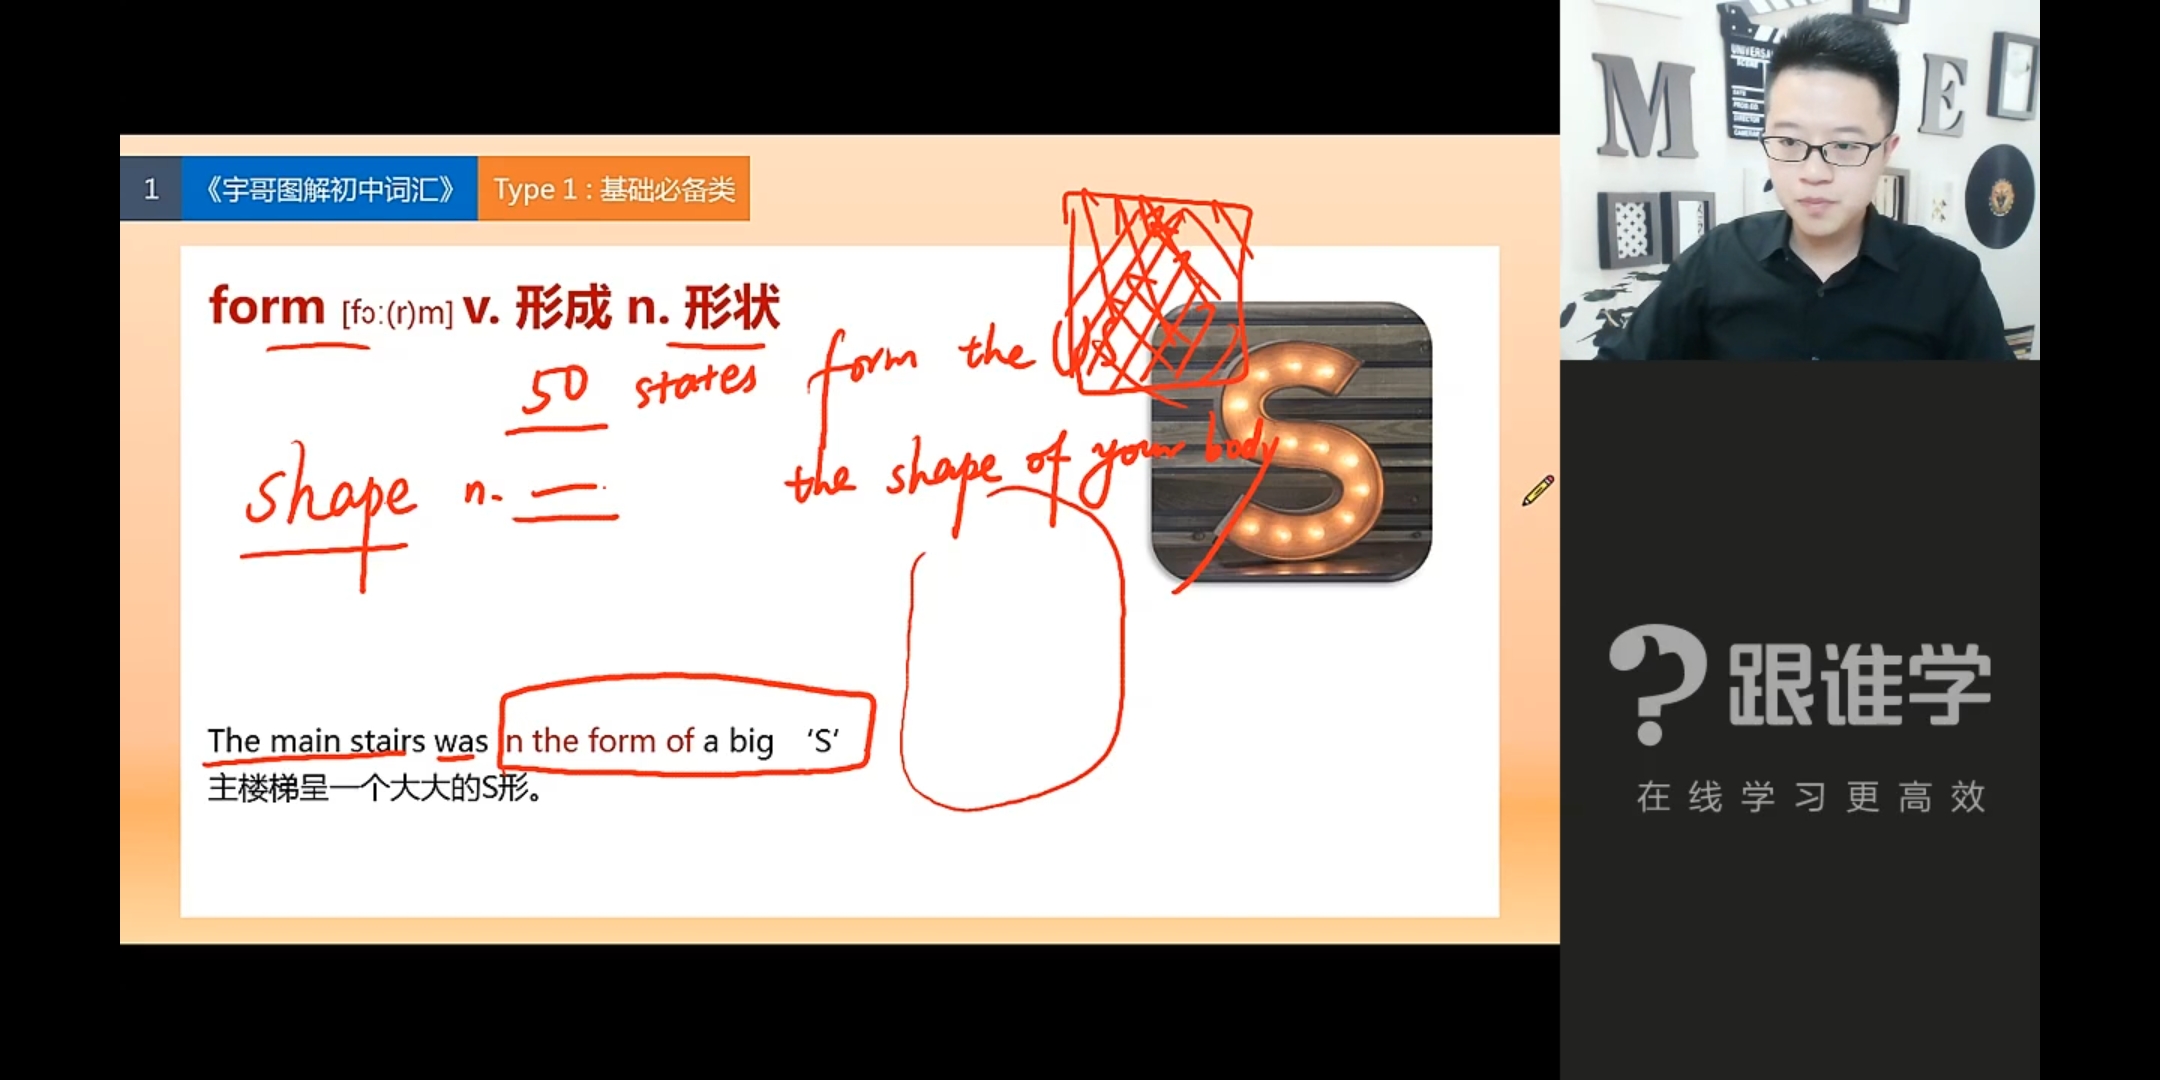 1 《宇哥图解初中词汇》 Type 1 : 基础必备类
form [fɔ:(r)m] v. 形成 n. 形状
50 states form the US
shape n.
the shape of your body
S
The main stairs was in the form of a big ‘S‘
主楼梯呈一个大大的S形。
M E
UNIVERSAL
跟谁学
在线学习更高效